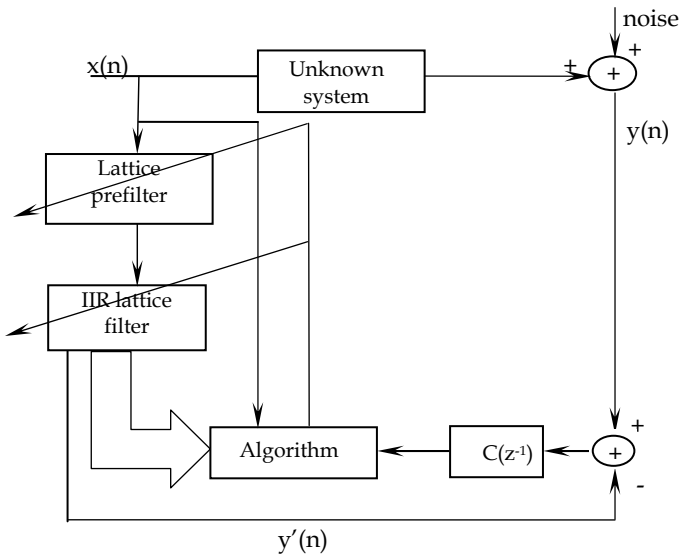 noise
+
x(n)
Unknown
system
+
+
y(n)
Lattice
prefilter
IIR lattice
filter
Algorithm
C(z⁻¹)
+
+
-
y’(n)